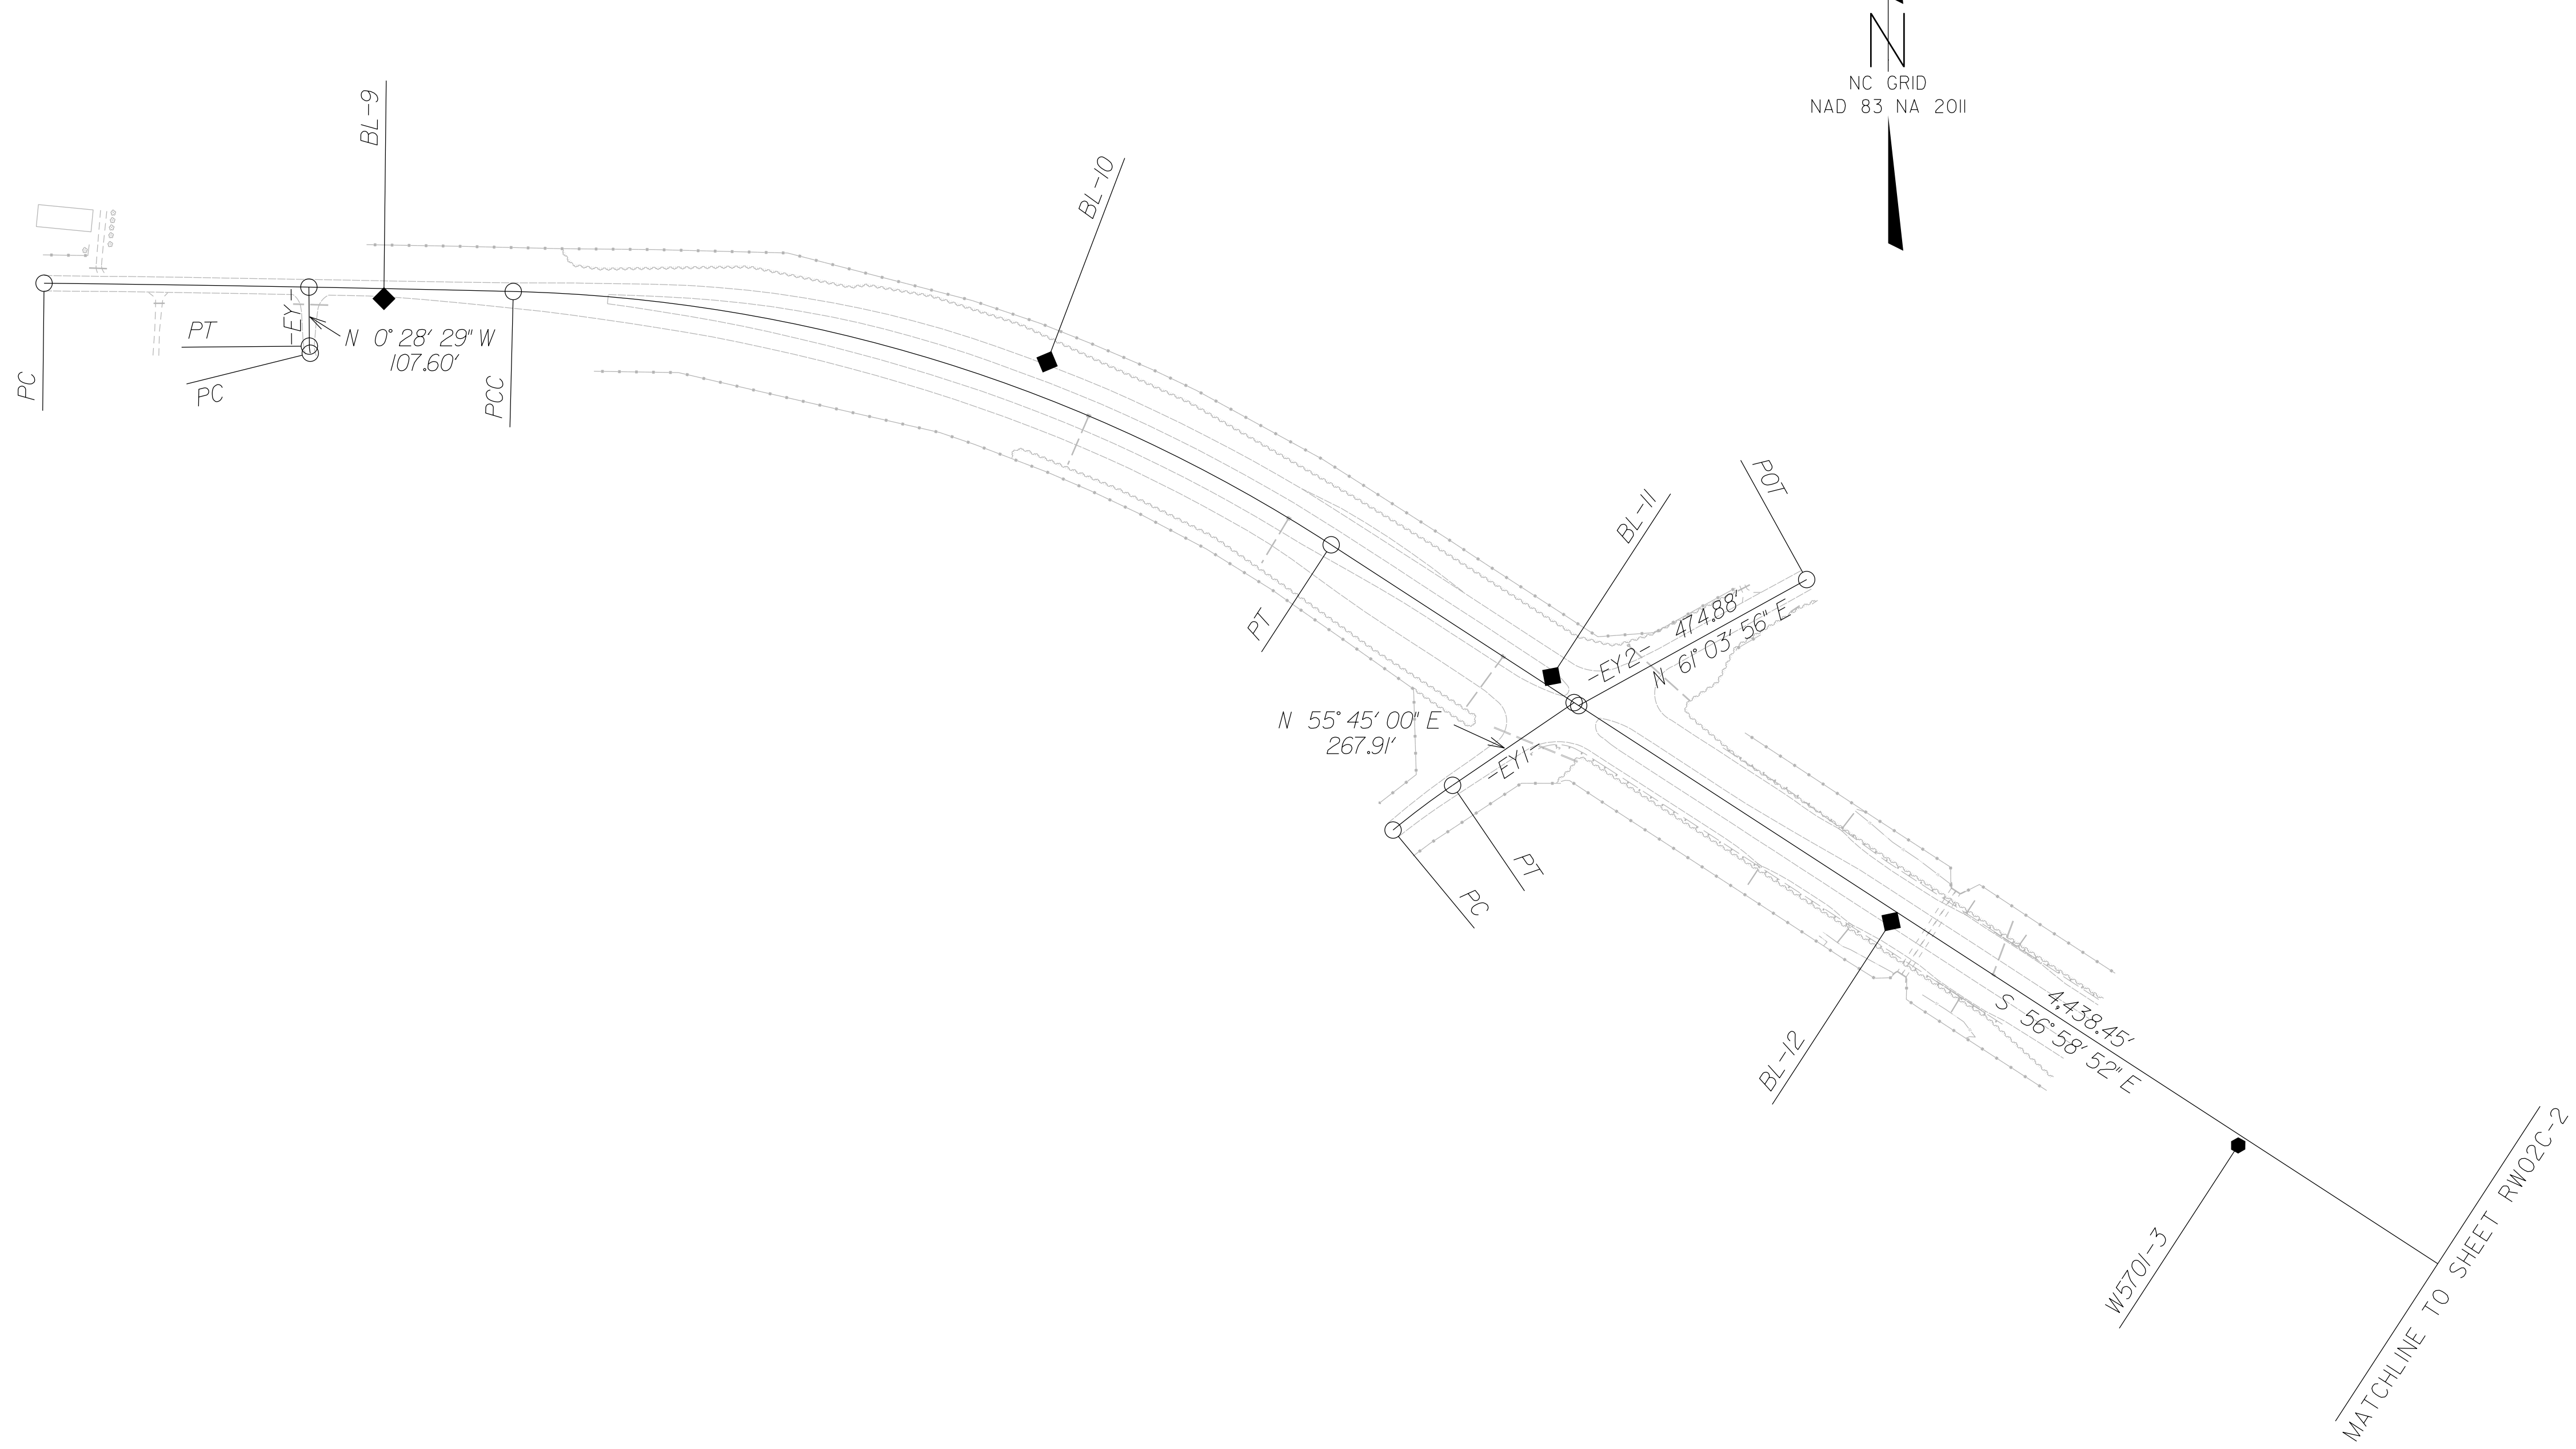 N
NC GRID
NAD 83 NA 2011
BL-9
BL-10
-EY-
PT
N 0° 28' 29" W
107.60'
PC
PC
PCC
POT
BL-11
PT
474.88'
-EY2-
N 61° 03' 56" E
N 55° 45' 00" E
267.91'
-EY1-
PT
PC
4,438.45'
S 56° 58' 52" E
BL-12
W5701-3
MATCHLINE TO SHEET RW02C-2